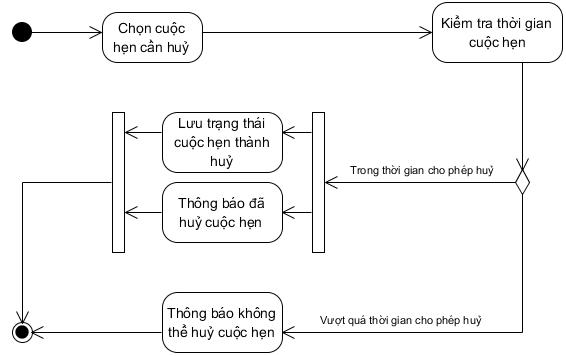 Chọn cuộc
hẹn cần huỷ
Kiểm tra thời gian
cuộc hẹn
Lưu trạng thái
cuộc hẹn thành
huỷ
Trong thời gian cho phép huỷ
Thông báo đã
huỷ cuộc hẹn
Thông báo không
thể huỷ cuộc hẹn
Vượt quá thời gian cho phép huỷ